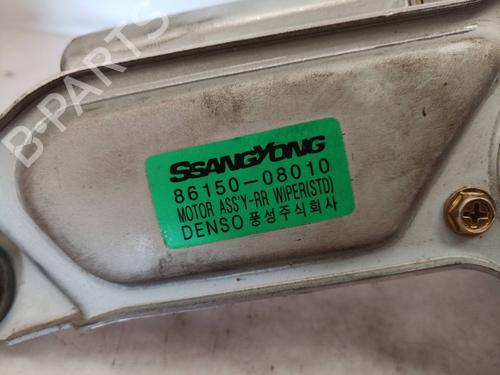 B-PARTS
SSANGYONG
86150-08010
MOTOR ASS'Y-RR WIPER(STD)
DENSO 풍성주식회사